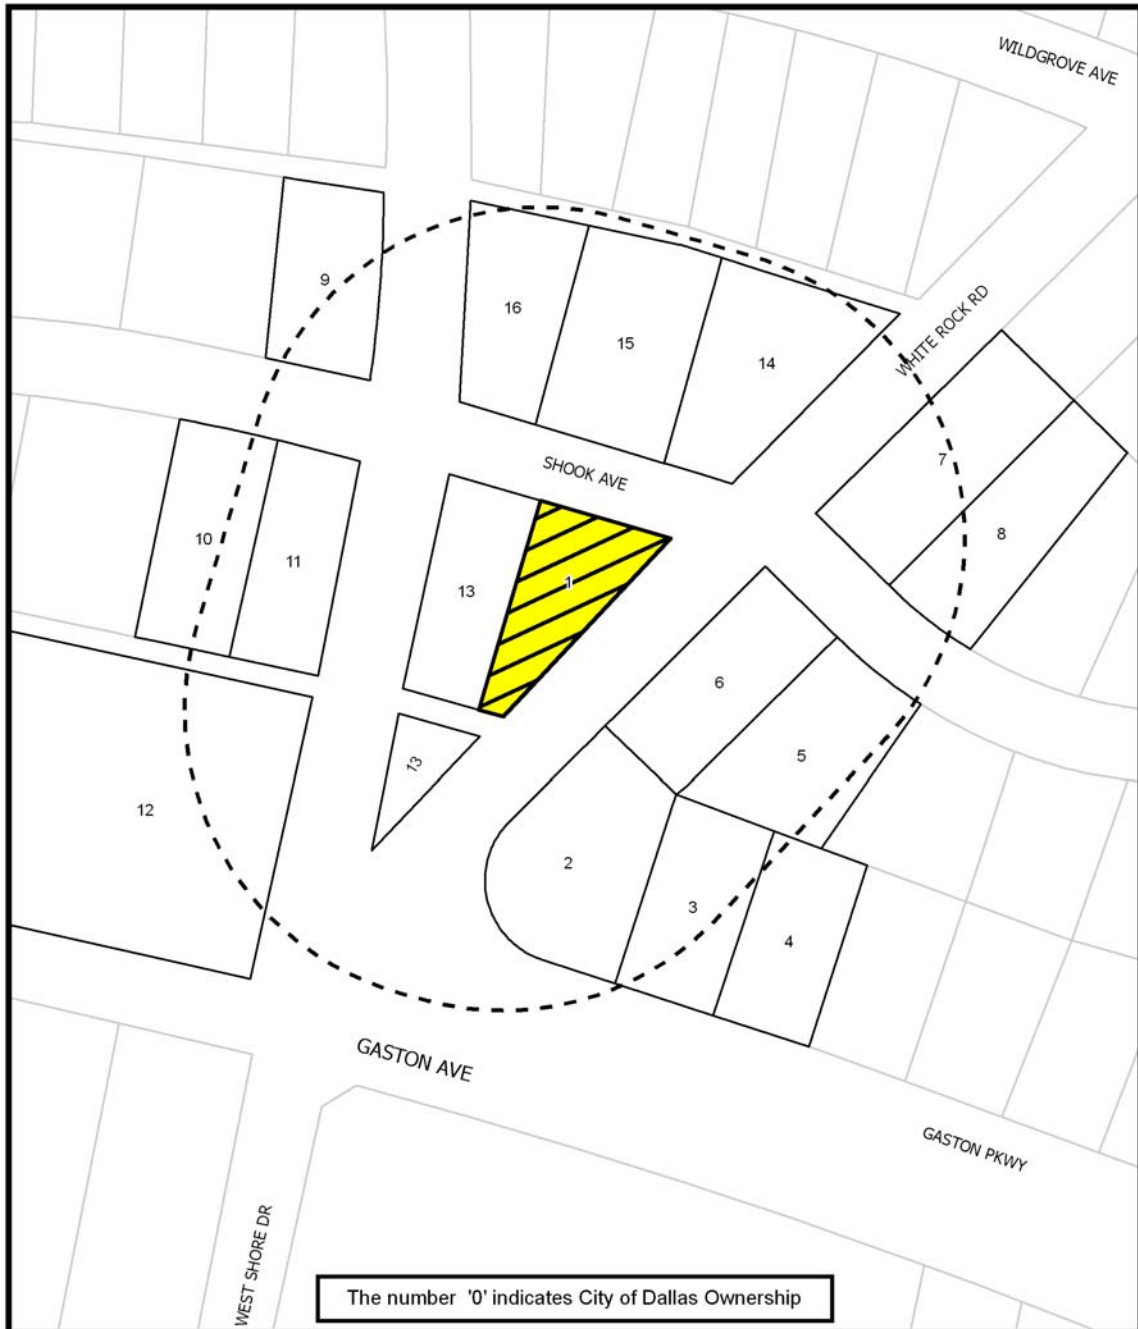 WILDGROVE AVE
WHITE ROCK RD
9
16
15
14
7
SHOOK AVE
8
10
11
13
1
6
5
13
12
2
3
4
GASTON AVE
GASTON PKWY
WEST SHORE DR
The number '0' indicates City of Dallas Ownership